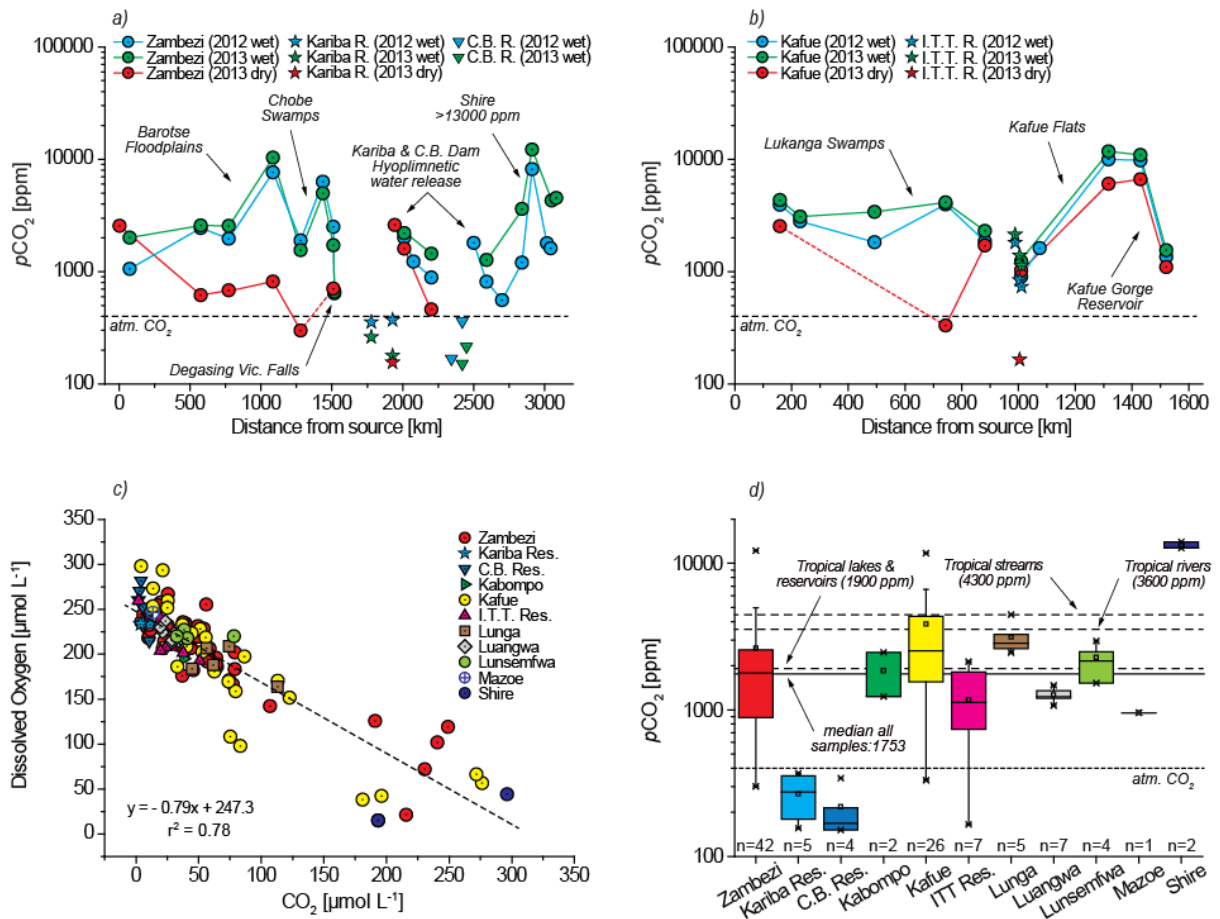 a)
Zambezi (2012 wet) Kariba R. (2012 wet) C.B. R. (2012 wet)
Zambezi (2013 wet) Kariba R. (2013 wet) C.B. R. (2013 wet)
Zambezi (2013 dry) Kariba R. (2013 dry)
100000
10000
1000
100
pCO2 [ppm]
Barotse
Floodplains
Chobe
Swamps
Kariba & C.B. Dam
Hyoplimnetic
water release
Shire
>13000 ppm
atm. CO2
Degasing Vic. Falls
0 500 1000 1500 2000 2500 3000
Distance from source [km]
b)
Kafue (2012 wet) I.T.T. R. (2012 wet)
Kafue (2013 wet) I.T.T. R. (2013 wet)
Kafue (2013 dry) I.T.T. R. (2013 dry)
100000
10000
1000
100
pCO2 [ppm]
Lukanga Swamps
Kafue Flats
Kafue Gorge
Reservoir
atm. CO2
0 200 400 600 800 1000 1200 1400 1600
Distance from source [km]
c)
350
300
250
200
150
100
50
0
Dissolved Oxygen [µmol L-1]
Zambezi
Kariba Res.
C.B. Res.
Kabompo
Kafue
I.T.T. Res.
Lunga
Luangwa
Lunsemfwa
Mazoe
Shire
y = - 0.79x + 247.3
r2 = 0.78
0 50 100 150 200 250 300 350
CO2 [µmol L-1]
d)
10000
1000
100
pCO2 [ppm]
Tropical lakes &
reservoirs (1900 ppm)
Tropical streams
(4300 ppm)
Tropical rivers
(3600 ppm)
median all
samples:1753
atm. CO2
n=42 n=5 n=4 n=2 n=26 n=7 n=5 n=7 n=4 n=1 n=2
Zambezi
Kariba Res.
C.B. Res.
Kabompo
Kafue
ITT Res.
Lunga
Luangwa
Lunsemfwa
Mazoe
Shire